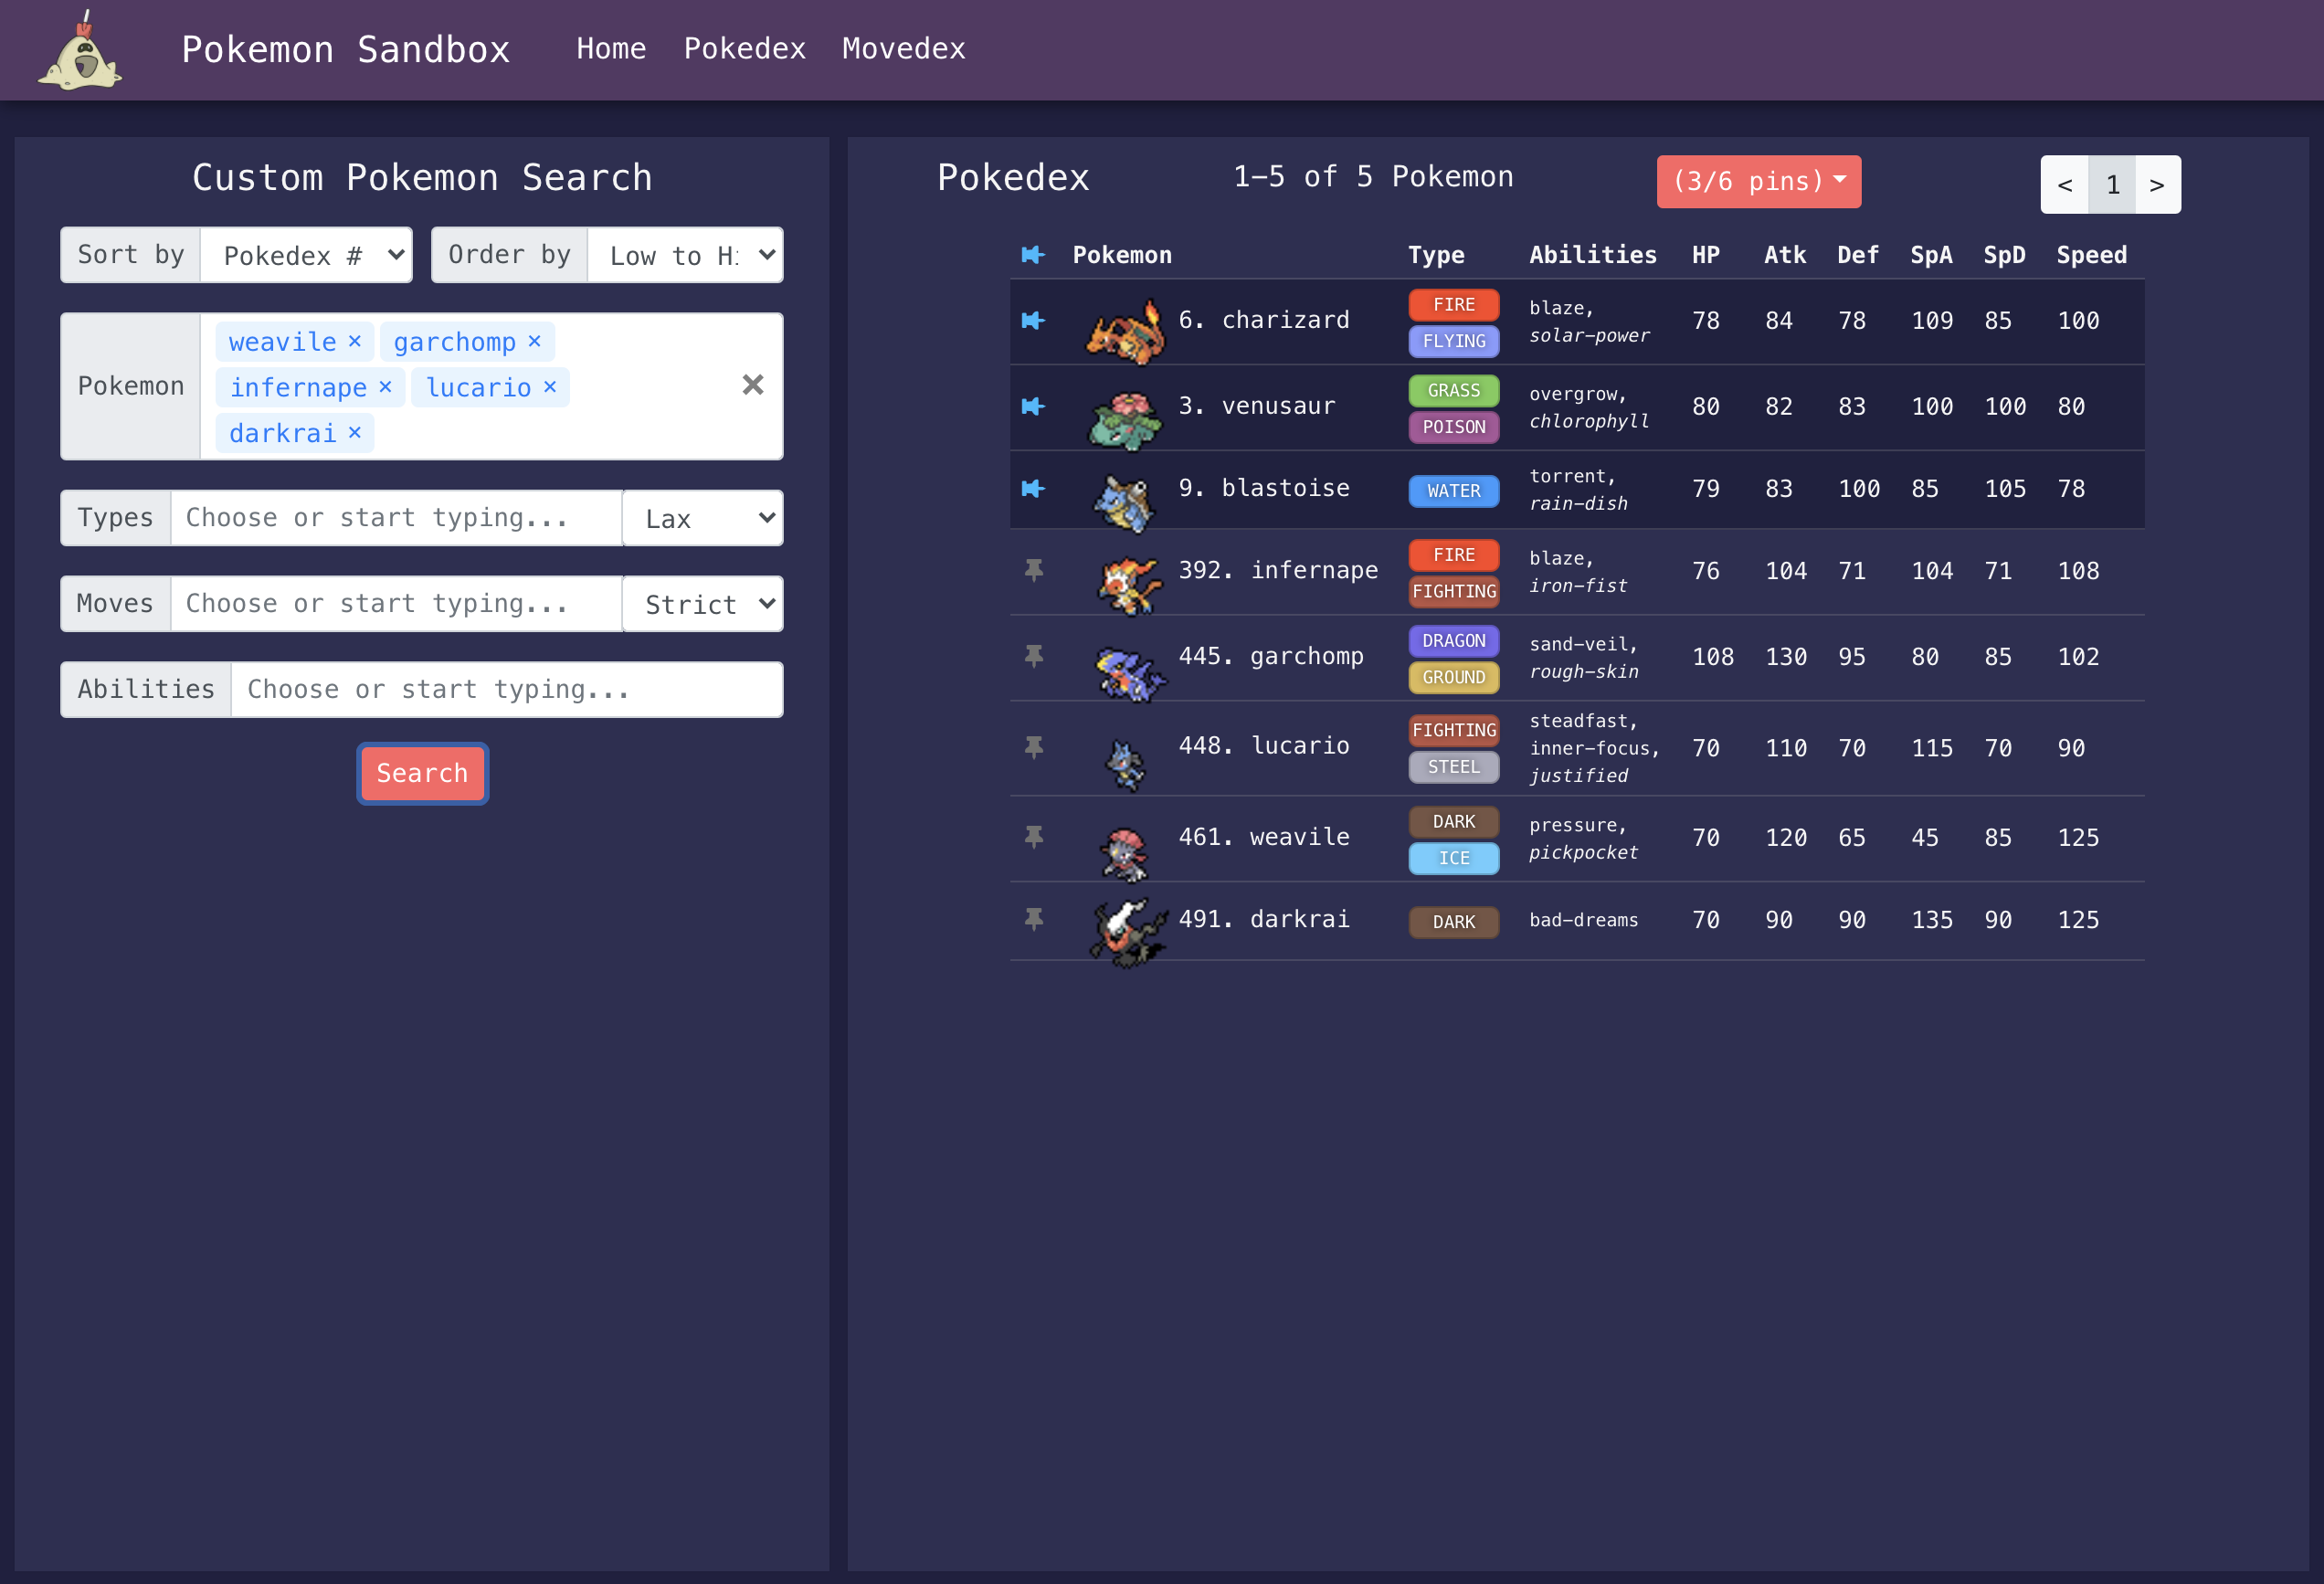 Pokemon Sandbox Home Pokedex Movedex
Custom Pokemon Search
Sort by Pokedex # Order by Low to Hi
Pokemon
weavile × garchomp ×
infernape × lucario ×
darkrai ×
Types Choose or start typing... Lax
Moves Choose or start typing... Strict
Abilities Choose or start typing...
Search
Pokedex 1–5 of 5 Pokemon (3/6 pins) < 1 >
Pokemon Type Abilities HP Atk Def SpA SpD Speed
6. charizard FIRE FLYING blaze, solar-power 78 84 78 109 85 100
3. venusaur GRASS POISON overgrow, chlorophyll 80 82 83 100 100 80
9. blastoise WATER torrent, rain-dish 79 83 100 85 105 78
392. infernape FIRE FIGHTING blaze, iron-fist 76 104 71 104 71 108
445. garchomp DRAGON GROUND sand-veil, rough-skin 108 130 95 80 85 102
448. lucario FIGHTING STEEL steadfast, inner-focus, justified 70 110 70 115 70 90
461. weavile DARK ICE pressure, pickpocket 70 120 65 45 85 125
491. darkrai DARK bad-dreams 70 90 90 135 90 125